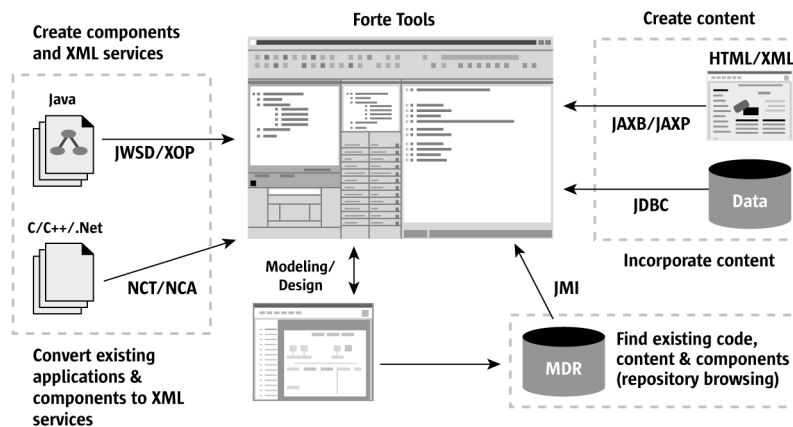 Forte Tools
Create components
and XML services
Java
JWSD/XOP
C/C++/.Net
NCT/NCA
Convert existing
applications &
components to XML
services
Modeling/
Design
Create content
HTML/XML
JAXB/JAXP
JDBC
Data
Incorporate content
JMI
MDR
Find existing code,
content & components
(repository browsing)